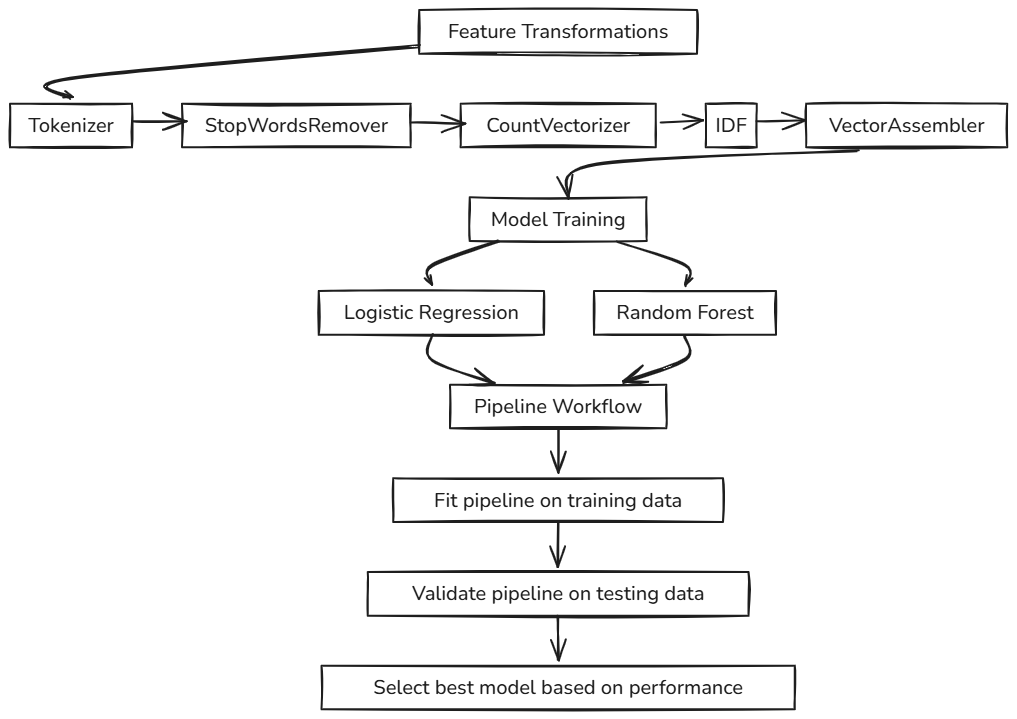 Feature Transformations
Tokenizer
StopWordsRemover
CountVectorizer
IDF
VectorAssembler
Model Training
Logistic Regression
Random Forest
Pipeline Workflow
Fit pipeline on training data
Validate pipeline on testing data
Select best model based on performance